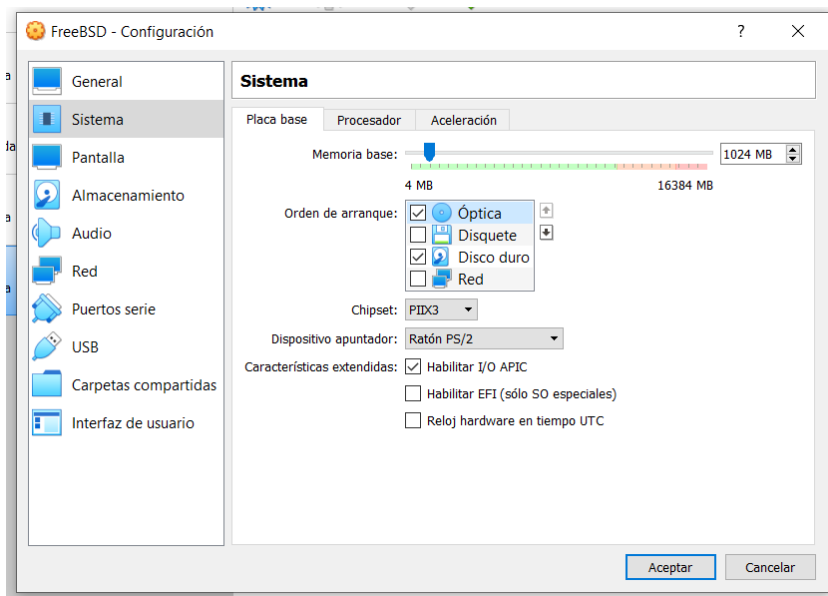 FreeBSD - Configuración
?
General
Sistema
Pantalla
Almacenamiento
Audio
Red
Puertos serie
USB
Carpetas compartidas
Interfaz de usuario
Sistema
Placa base Procesador Aceleración
Memoria base: 1024 MB
4 MB 16384 MB
Orden de arranque: Óptica
Disquete
Disco duro
Red
Chipset: PIIX3
Dispositivo apuntador: Ratón PS/2
Características extendidas: Habilitar I/O APIC
Habilitar EFI (sólo SO especiales)
Reloj hardware en tiempo UTC
Aceptar Cancelar